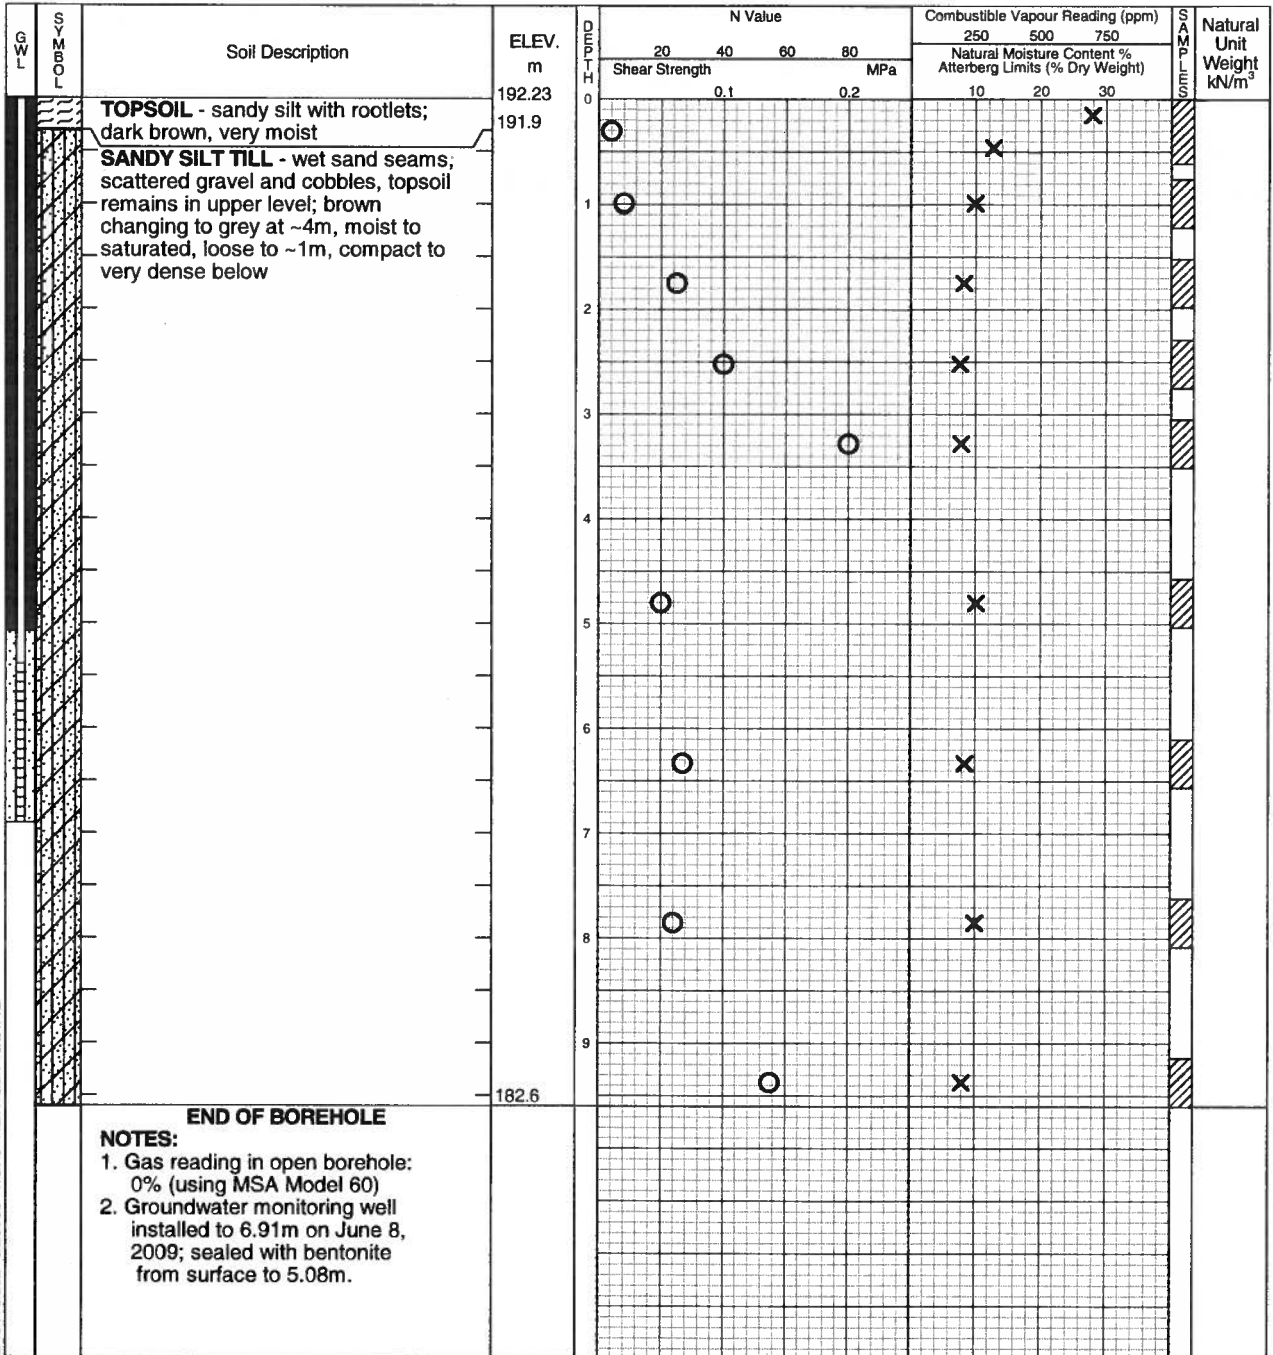 GWL
SYMBOL
Soil Description
ELEV.
m
DEPTH
N Value
20 40 60 80
Shear Strength MPa
0.1 0.2
Combustible Vapour Reading (ppm)
250 500 750
Natural Moisture Content %
Atterberg Limits (% Dry Weight)
10 20 30
SAMPLES
Natural
Unit
Weight
kN/m³
192.23
0
TOPSOIL - sandy silt with rootlets;
dark brown, very moist
191.9
SANDY SILT TILL - wet sand seams,
scattered gravel and cobbles, topsoil
remains in upper level; brown
changing to grey at ~4m, moist to
saturated, loose to ~1m, compact to
very dense below
1
2
3
4
5
6
7
8
9
182.6
END OF BOREHOLE
NOTES:
1. Gas reading in open borehole:
0% (using MSA Model 60)
2. Groundwater monitoring well
installed to 6.91m on June 8,
2009; sealed with bentonite
from surface to 5.08m.